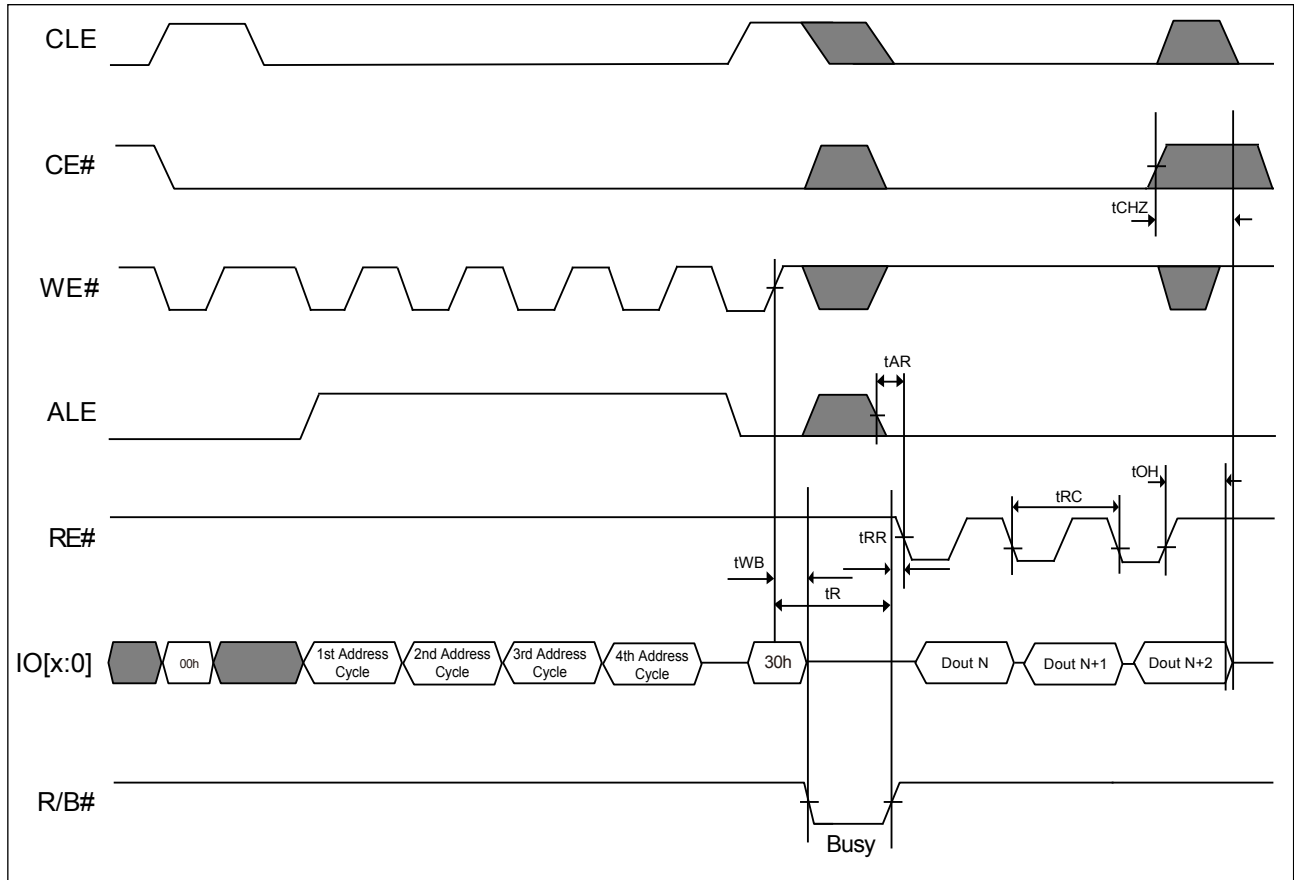 CLE
CE#
tCHZ
WE#
tAR
ALE
tOH
tRC
RE#
tRR
tWB
tR
IO[x:0]
00h
1st Address
Cycle
2nd Address
Cycle
3rd Address
Cycle
4th Address
Cycle
30h
Dout N
Dout N+1
Dout N+2
R/B#
Busy